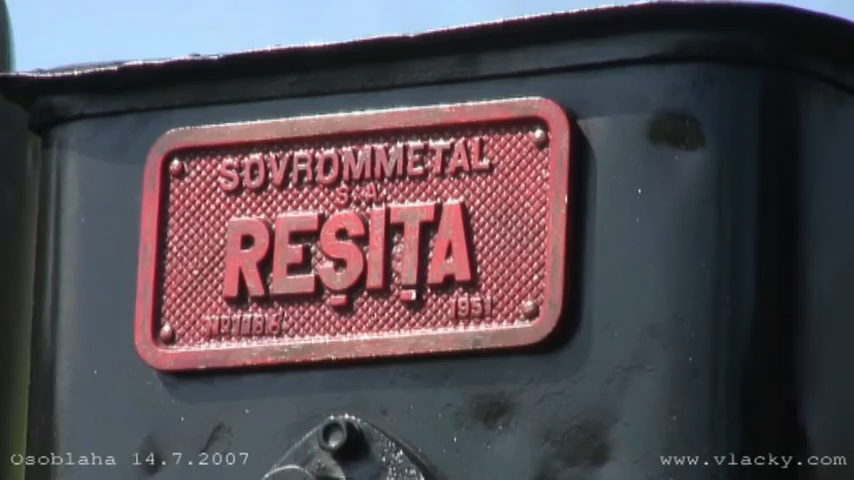 SOVROMMETAL
S.A.
REȘIȚA
1951
Osoblaha 14.7.2007
www.vlacky.com